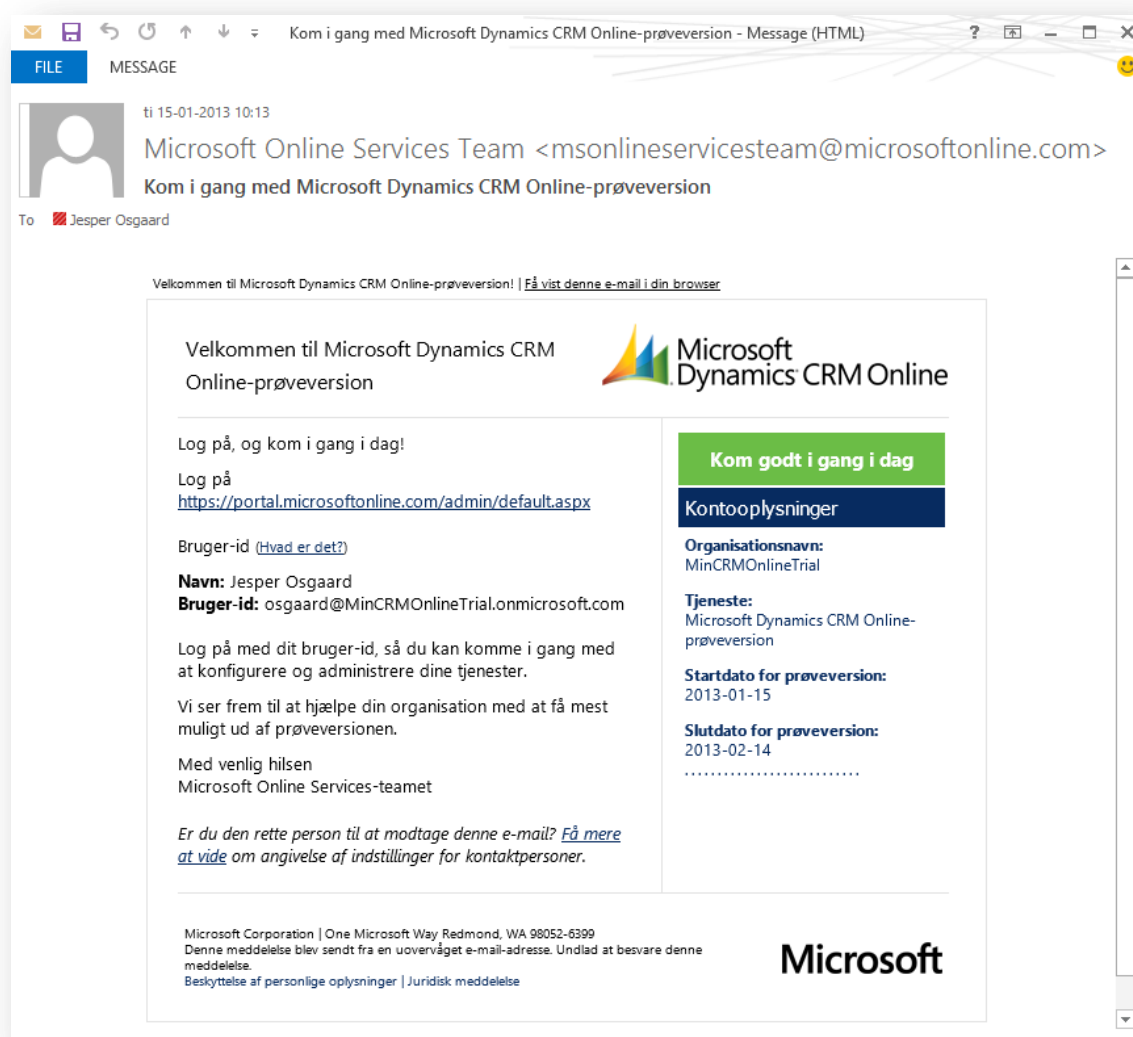 Kom i gang med Microsoft Dynamics CRM Online-prøveversion - Message (HTML)
FILE
MESSAGE
ti 15-01-2013 10:13
Microsoft Online Services Team <msonlineservicesteam@microsoftonline.com>
Kom i gang med Microsoft Dynamics CRM Online-prøveversion
To Jesper Osgaard
Velkommen til Microsoft Dynamics CRM Online-prøveversion! | Få vist denne e-mail i din browser
Velkommen til Microsoft Dynamics CRM
Online-prøveversion
Microsoft
Dynamics CRM Online
Log på, og kom i gang i dag!
Log på
https://portal.microsoftonline.com/admin/default.aspx
Bruger-id (Hvad er det?)
Navn: Jesper Osgaard
Bruger-id: osgaard@MinCRMOnlineTrial.onmicrosoft.com
Log på med dit bruger-id, så du kan komme i gang med
at konfigurere og administrere dine tjenester.
Vi ser frem til at hjælpe din organisation med at få mest
muligt ud af prøveversionen.
Med venlig hilsen
Microsoft Online Services-teamet
Er du den rette person til at modtage denne e-mail? Få mere
at vide om angivelse af indstillinger for kontaktpersoner.
Kom godt i gang i dag
Kontooplysninger
Organisationsnavn:
MinCRMOnlineTrial
Tjeneste:
Microsoft Dynamics CRM Online-
prøveversion
Startdato for prøveversion:
2013-01-15
Slutdato for prøveversion:
2013-02-14
Microsoft Corporation | One Microsoft Way Redmond, WA 98052-6399
Denne meddelelse blev sendt fra en uovervåget e-mail-adresse. Undlad at besvare denne
meddelelse.
Beskyttelse af personlige oplysninger | Juridisk meddelelse
Microsoft